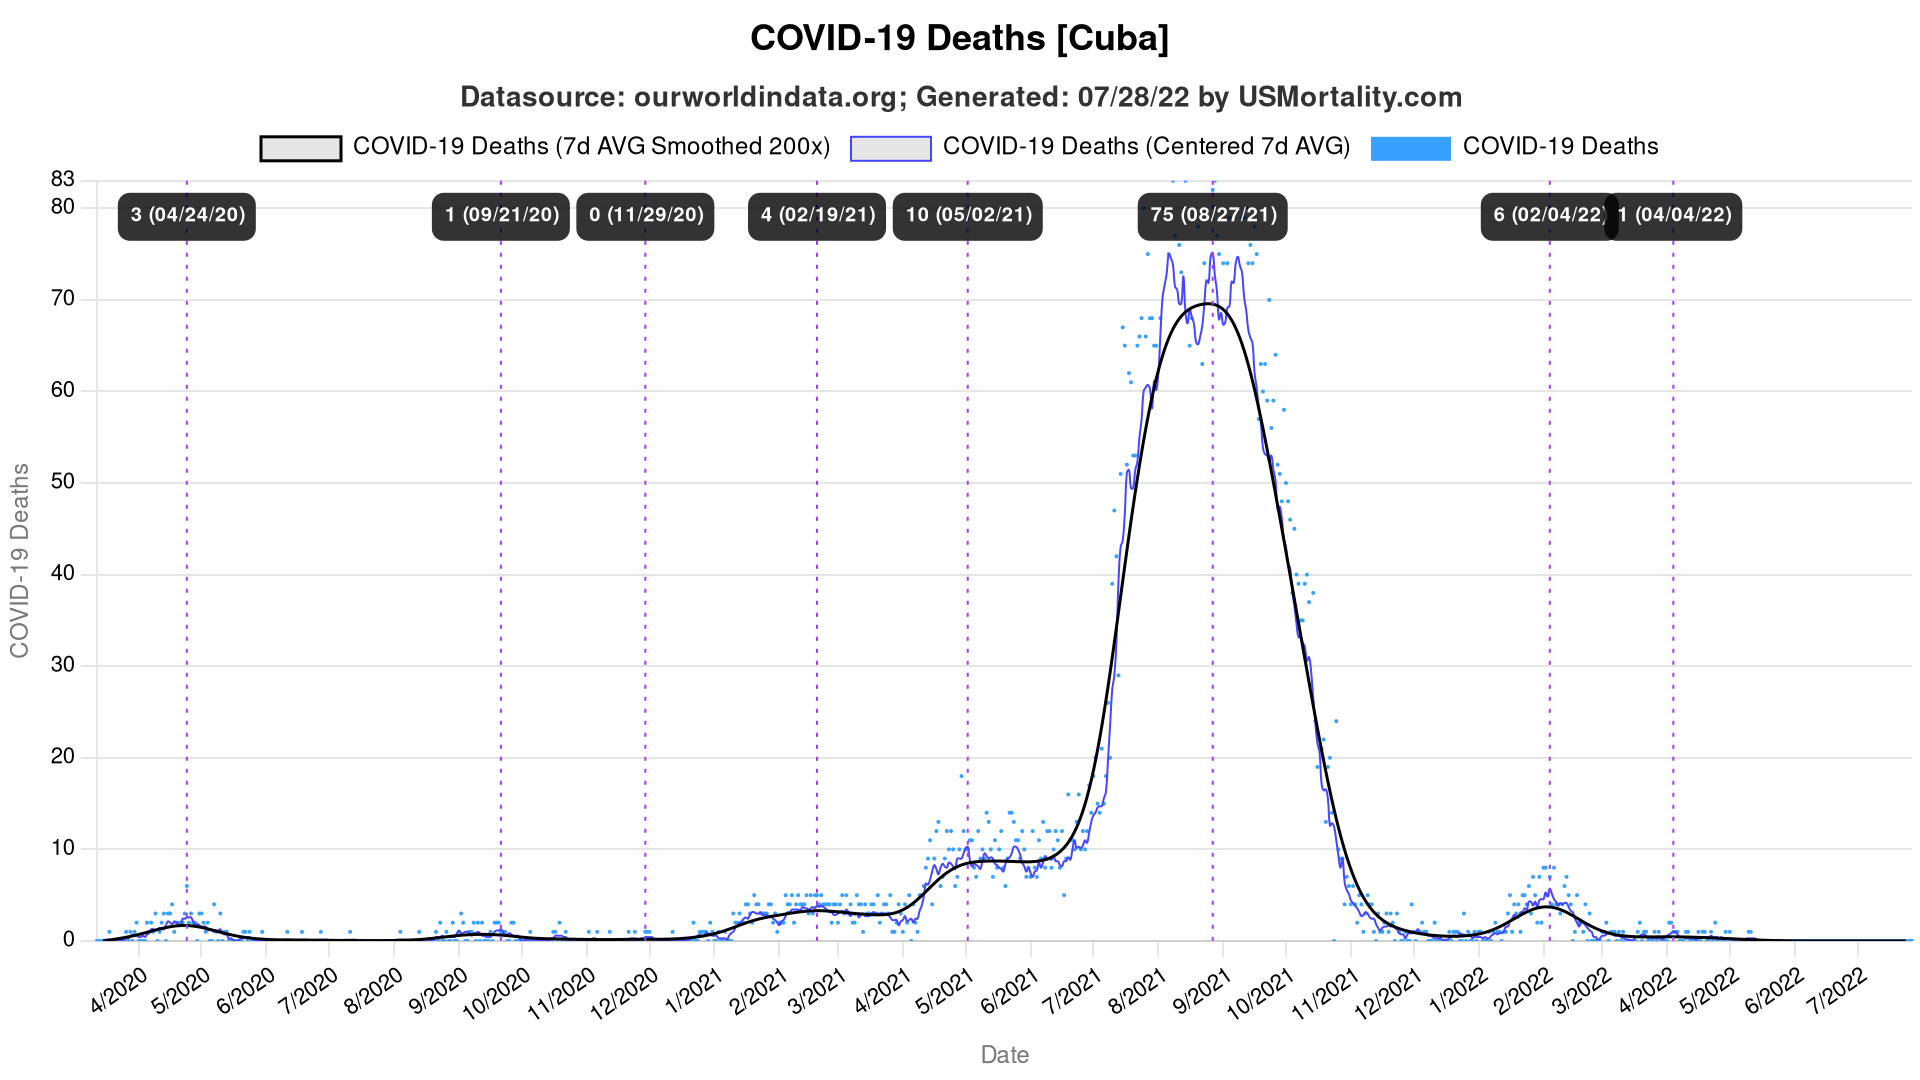 COVID-19 Deaths [Cuba]
Datasource: ourworldindata.org; Generated: 07/28/22 by USMortality.com
COVID-19 Deaths (7d AVG Smoothed 200x) COVID-19 Deaths (Centered 7d AVG) COVID-19 Deaths
83
80
70
60
50
40
30
20
10
0
COVID-19 Deaths
3 (04/24/20) 1 (09/21/20) 0 (11/29/20) 4 (02/19/21) 10 (05/02/21) 75 (08/27/21) 6 (02/04/22) 1 (04/04/22)
4/2020 5/2020 6/2020 7/2020 8/2020 9/2020 10/2020 11/2020 12/2020 1/2021 2/2021 3/2021 4/2021 5/2021 6/2021 7/2021 8/2021 9/2021 10/2021 11/2021 12/2021 1/2022 2/2022 3/2022 4/2022 5/2022 6/2022 7/2022
Date